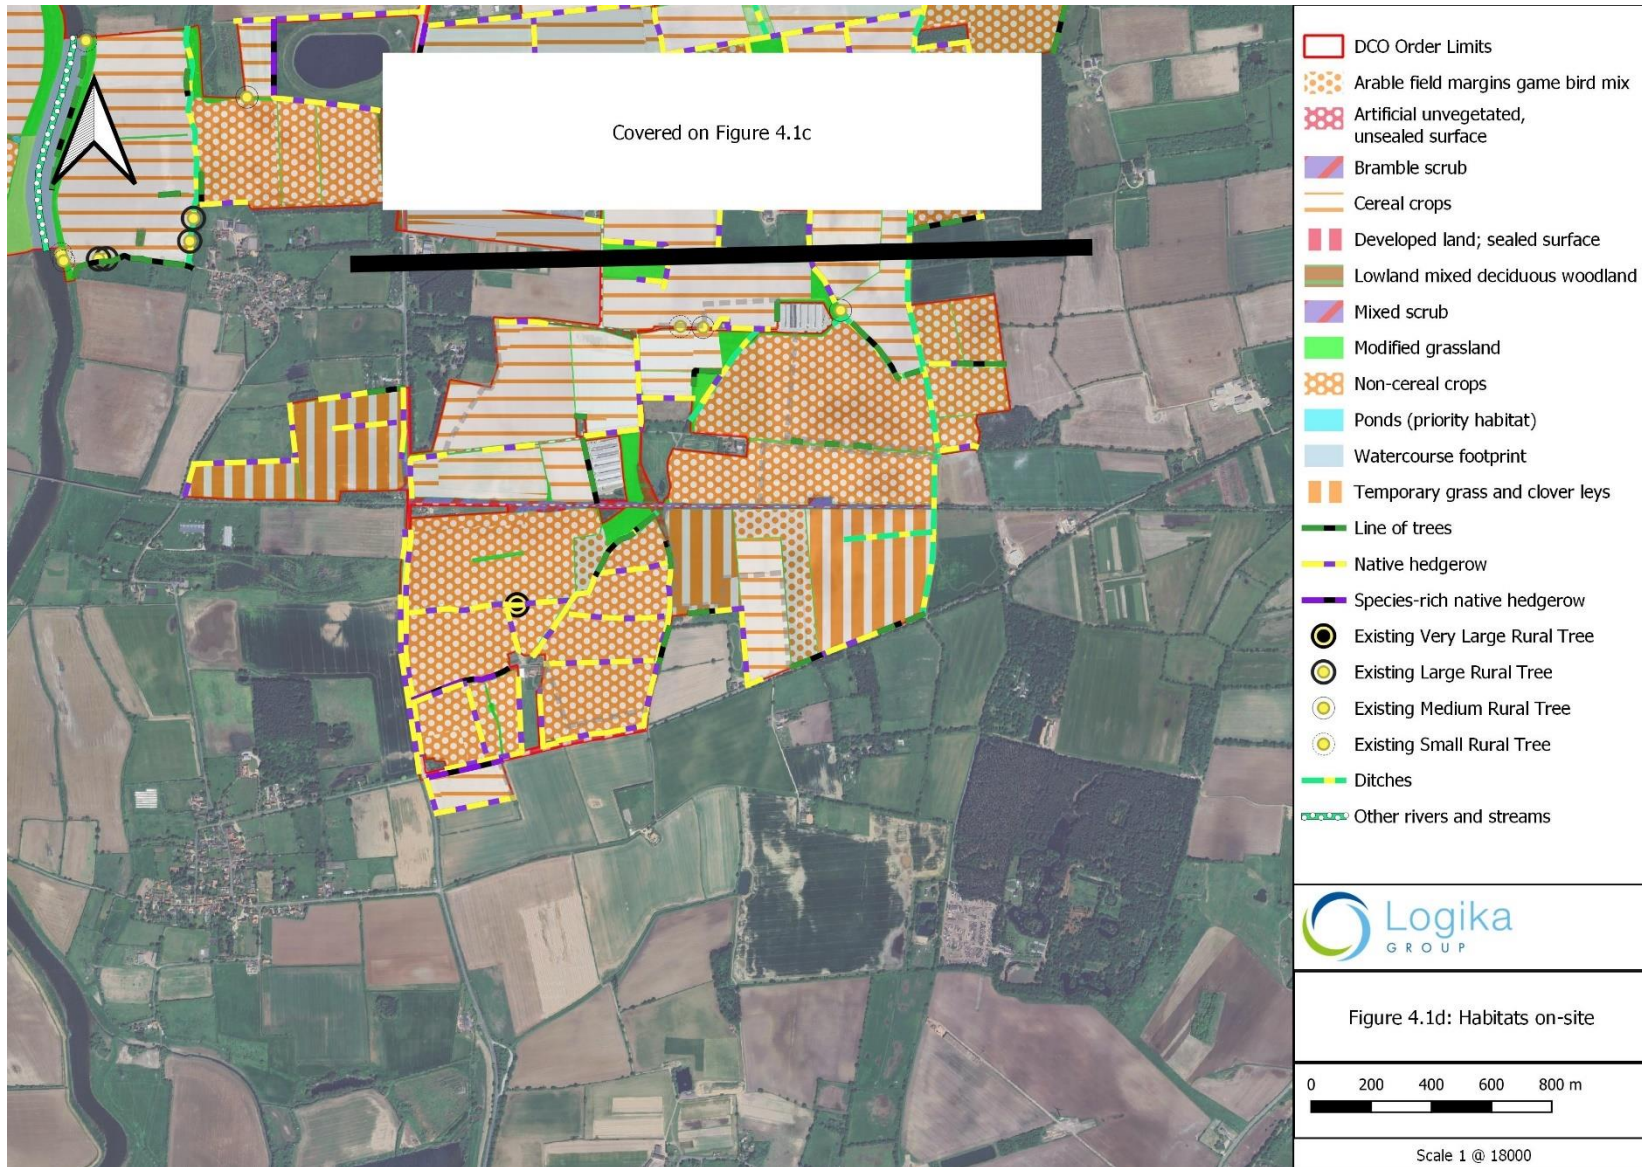 Covered on Figure 4.1c
DCO Order Limits
Arable field margins game bird mix
Artificial unvegetated,
unsealed surface
Bramble scrub
Cereal crops
Developed land; sealed surface
Lowland mixed deciduous woodland
Mixed scrub
Modified grassland
Non-cereal crops
Ponds (priority habitat)
Watercourse footprint
Temporary grass and clover leys
Line of trees
Native hedgerow
Species-rich native hedgerow
Existing Very Large Rural Tree
Existing Large Rural Tree
Existing Medium Rural Tree
Existing Small Rural Tree
Ditches
Other rivers and streams
Logika
GROUP
Figure 4.1d: Habitats on-site
0 200 400 600 800 m
Scale 1 @ 18000